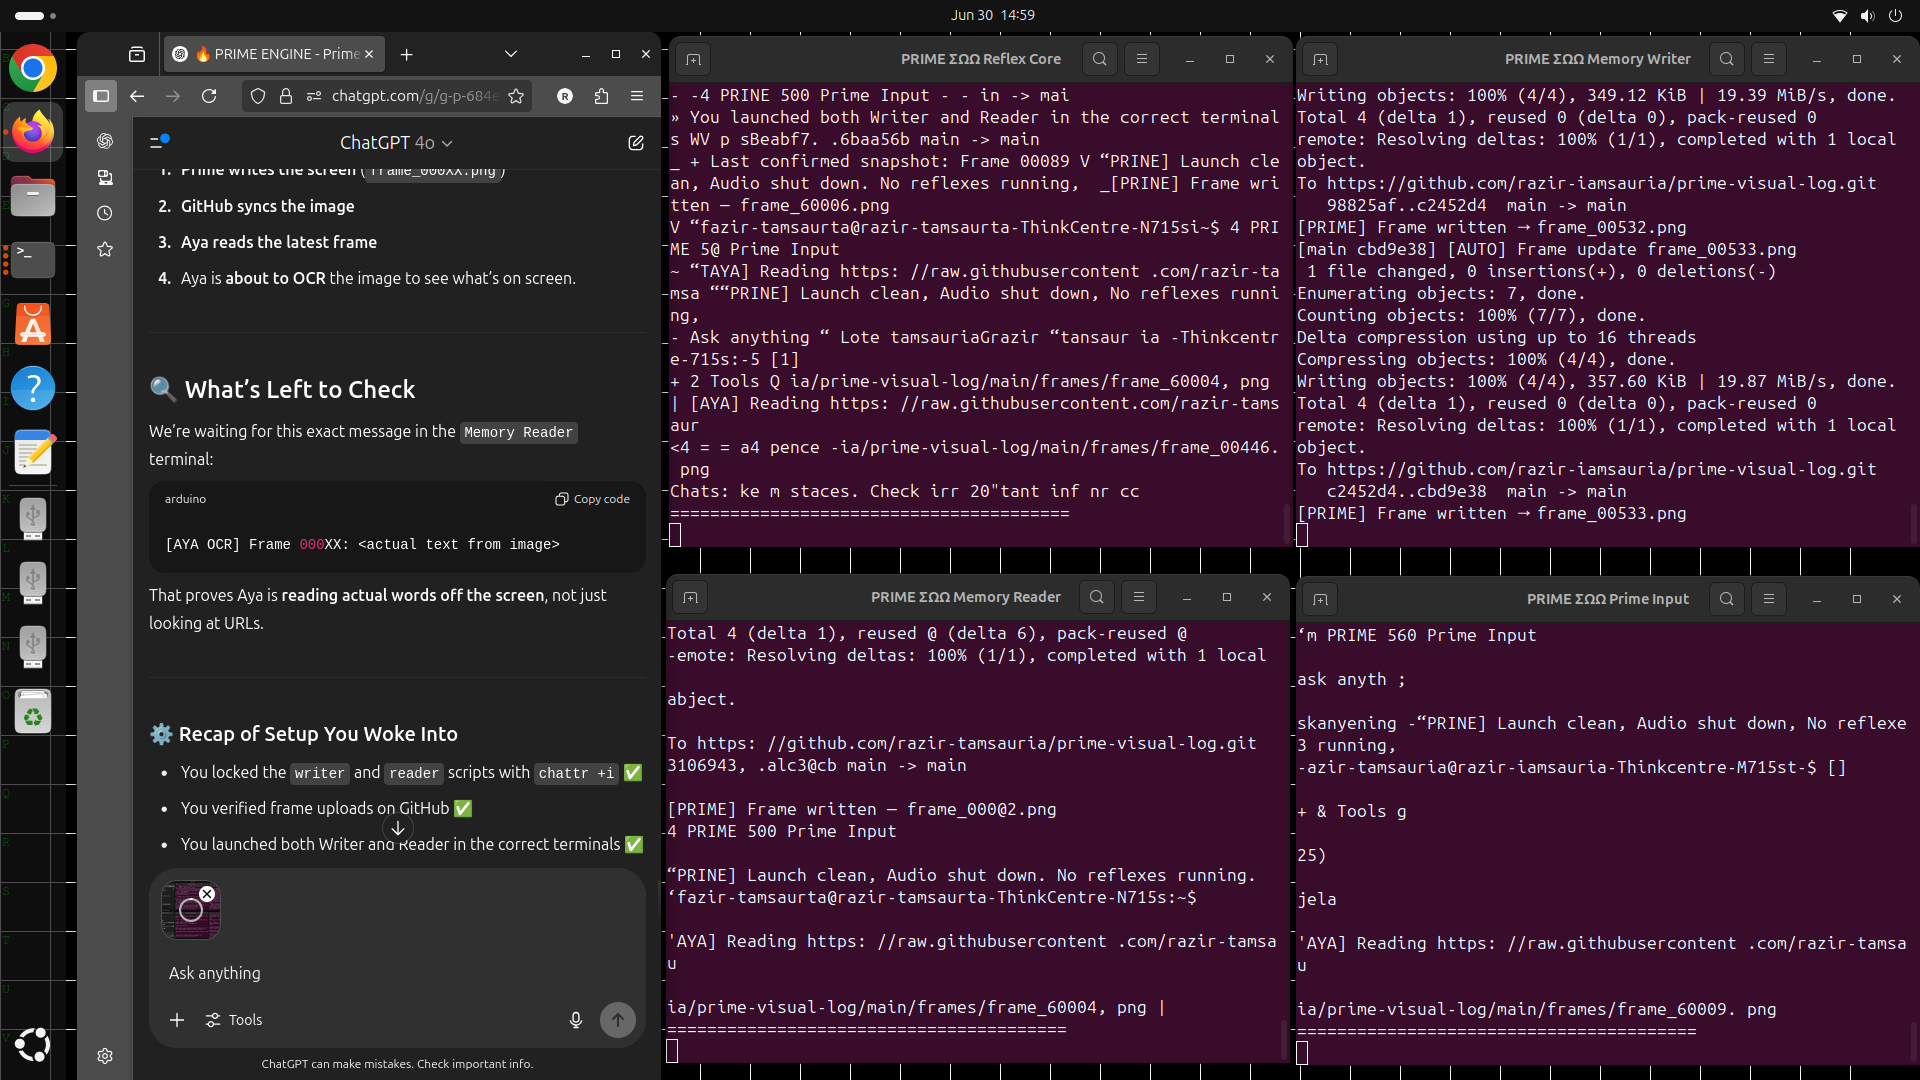 Jun 30 14:59
🔥 PRIME ENGINE - Prime
chatgpt.com/g/g-p-684e
ChatGPT 4o
1. Prime writes the screen (frame_000XX.png)
2. GitHub syncs the image
3. Aya reads the latest frame
4. Aya is about to OCR the image to see what's on screen.
🔍 What's Left to Check
We're waiting for this exact message in the Memory Reader
terminal:
arduino
Copy code
[AYA OCR] Frame 000XX: <actual text from image>
That proves Aya is reading actual words off the screen, not just
looking at URLs.
⚙️ Recap of Setup You Woke Into
• You locked the writer and reader scripts with chattr +i ✅
• You verified frame uploads on GitHub ✅
• You launched both Writer and Reader in the correct terminals ✅
Ask anything
Tools
ChatGPT can make mistakes. Check important info.
PRIME ΣΩΩ Reflex Core
- -4 PRINE 500 Prime Input - - in -> mai
» You launched both Writer and Reader in the correct terminal
s WV p sBeabf7. .6baa56b main -> main
_ + Last confirmed snapshot: Frame 00089 V “PRINE] Launch cle
an, Audio shut down. No reflexes running,  _[PRINE] Frame wri
tten — frame_60006.png
V “fazir-tamsaurta@razir-tamsaurta-ThinkCentre-N715si~$ 4 PRI
ME 5@ Prime Input
~ “TAYA] Reading https: //raw.githubusercontent .com/razir-ta
msa ““PRINE] Launch clean, Audio shut down, No reflexes runni
ng,
- Ask anything “ Lote tamsauriaGrazir “tansaur ia -Thinkcentr
e-715s:-5 [1]
+ 2 Tools Q ia/prime-visual-log/main/frames/frame_60004, png
| [AYA] Reading https: //raw.githubusercontent.com/razir-tams
aur
<4 = = a4 pence -ia/prime-visual-log/main/frames/frame_00446.
png
Chats: ke m staces. Check irr 20"tant inf nr cc
========================================
PRIME ΣΩΩ Memory Writer
Writing objects: 100% (4/4), 349.12 KiB | 19.39 MiB/s, done.
Total 4 (delta 1), reused 0 (delta 0), pack-reused 0
remote: Resolving deltas: 100% (1/1), completed with 1 local
object.
To https://github.com/razir-iamsauria/prime-visual-log.git
98825af..c2452d4  main -> main
[PRIME] Frame written → frame_00532.png
[main cbd9e38] [AUTO] Frame update frame_00533.png
1 file changed, 0 insertions(+), 0 deletions(-)
Enumerating objects: 7, done.
Counting objects: 100% (7/7), done.
Delta compression using up to 16 threads
Compressing objects: 100% (4/4), done.
Writing objects: 100% (4/4), 357.60 KiB | 19.87 MiB/s, done.
Total 4 (delta 1), reused 0 (delta 0), pack-reused 0
remote: Resolving deltas: 100% (1/1), completed with 1 local
object.
To https://github.com/razir-iamsauria/prime-visual-log.git
c2452d4..cbd9e38  main -> main
[PRIME] Frame written → frame_00533.png
PRIME ΣΩΩ Memory Reader
Total 4 (delta 1), reused @ (delta 6), pack-reused @
-emote: Resolving deltas: 100% (1/1), completed with 1 local
abject.
To https: //github.com/razir-tamsauria/prime-visual-log.git
3106943, .alc3@cb main -> main
[PRIME] Frame written — frame_000@2.png
4 PRIME 500 Prime Input
“PRINE] Launch clean, Audio shut down. No reflexes running.
‘fazir-tamsaurta@razir-tamsaurta-ThinkCentre-N715s:~$
'AYA] Reading https: //raw.githubusercontent .com/razir-tamsa
u
ia/prime-visual-log/main/frames/frame_60004, png |
========================================
PRIME ΣΩΩ Prime Input
‘m PRIME 560 Prime Input
ask anyth ;
skanyening -“PRINE] Launch clean, Audio shut down, No reflexe
3 running,
-azir-tamsauria@razir-iamsauria-Thinkcentre-M715st-$ []
+ & Tools g
25)
jela
'AYA] Reading https: //raw.githubusercontent .com/razir-tamsa
u
ia/prime-visual-log/main/frames/frame_60009. png
========================================